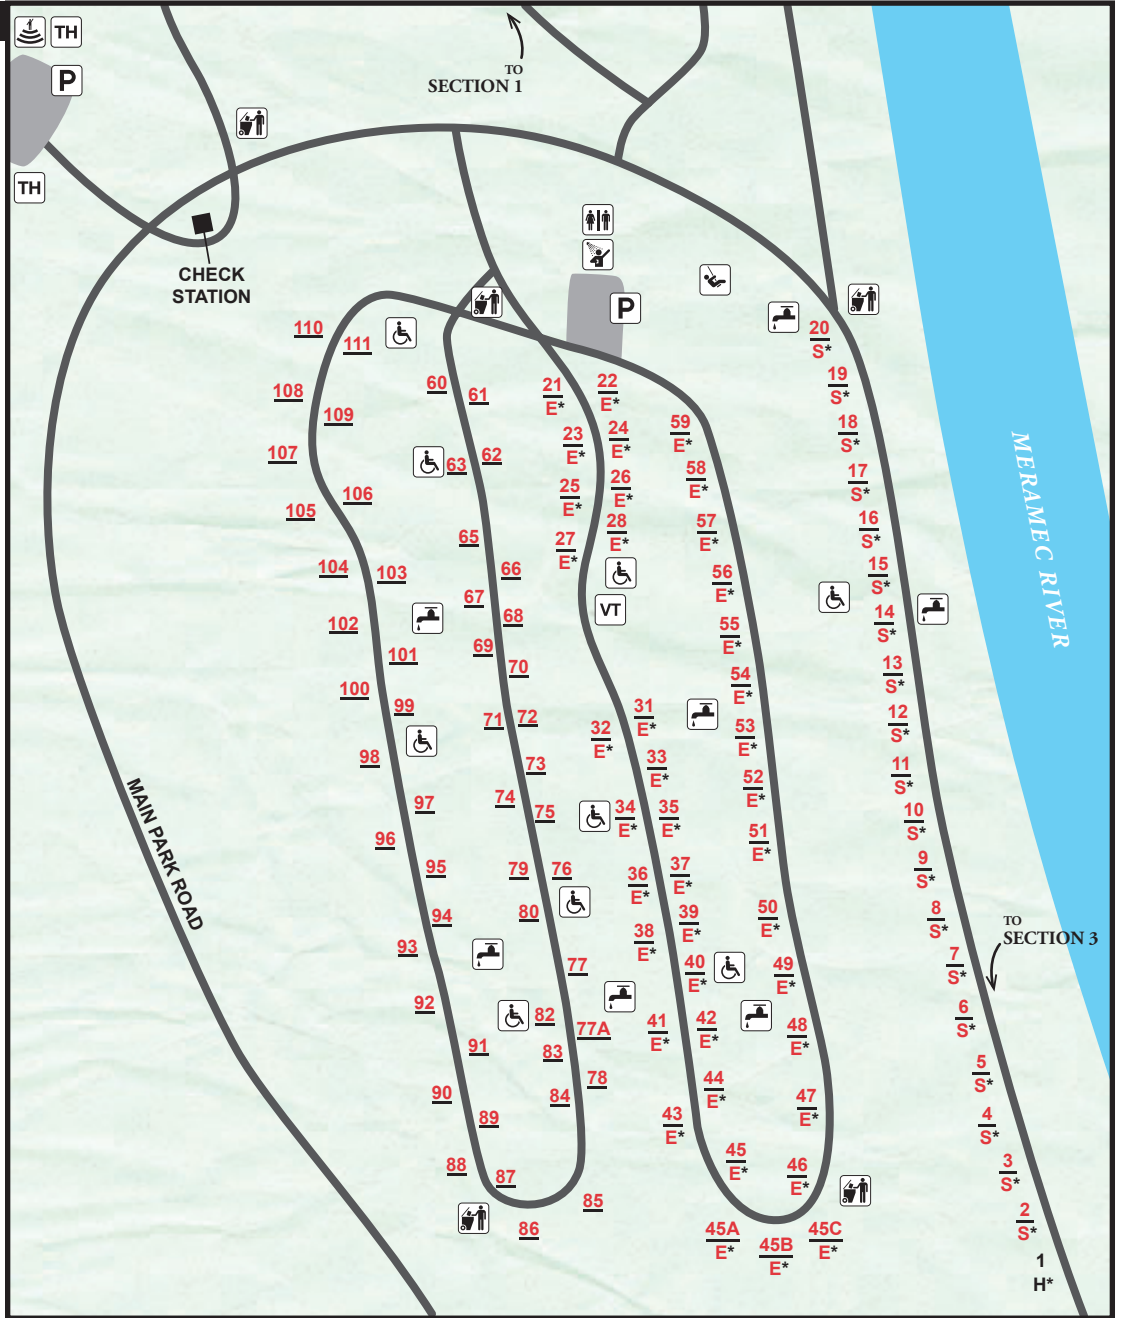 TH
P
TH
TO
SECTION 1
CHECK
STATION
P
MAIN PARK ROAD
MERAMEC RIVER
TO
SECTION 3
VT
110
111
108
109
107
106
105
104
103
102
101
100
99
98
97
96
95
94
93
92
91
90
89
88
87
86
85
60
61
63
62
65
66
67
68
69
70
71
72
73
74
75
79
76
80
77
82
77A
83
78
84
21
E*
22
E*
23
E*
24
E*
25
E*
26
E*
27
E*
28
E*
31
E*
32
E*
33
E*
34
E*
35
E*
36
E*
37
E*
38
E*
39
E*
40
E*
41
E*
42
E*
43
E*
44
E*
45
E*
45A
E*
45B
E*
45C
E*
46
E*
47
E*
48
E*
49
E*
50
E*
51
E*
52
E*
53
E*
54
E*
55
E*
56
E*
57
E*
58
E*
59
E*
20
S*
19
S*
18
S*
17
S*
16
S*
15
S*
14
S*
13
S*
12
S*
11
S*
10
S*
9
S*
8
S*
7
S*
6
S*
5
S*
4
S*
3
S*
2
S*
1
H*